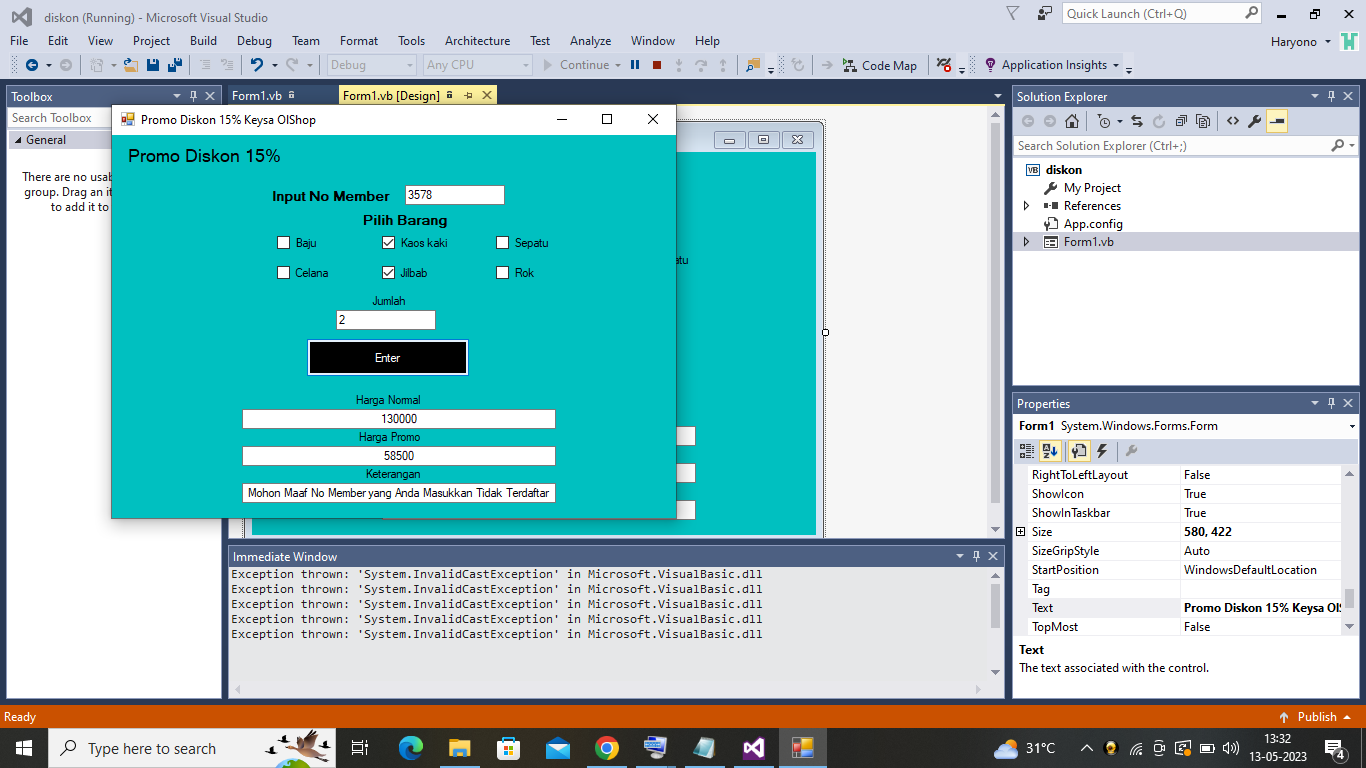 diskon (Running) - Microsoft Visual Studio
Quick Launch (Ctrl+Q)
File Edit View Project Build Debug Team Format Tools Architecture Test Analyze Window Help
Haryono
Debug Any CPU Continue Code Map Application Insights
Toolbox
Search Toolbox
General
There are no usab
group. Drag an it
to add it to
Form1.vb Form1.vb [Design]
Promo Diskon 15% Keysa OlShop
Promo Diskon 15%
Input No Member 3578
Pilih Barang
Baju Kaos kaki Sepatu
Celana Jilbab Rok
Jumlah
2
Enter
Harga Normal
130000
Harga Promo
58500
Keterangan
Mohon Maaf No Member yang Anda Masukkan Tidak Terdaftar
atu
Immediate Window
Exception thrown: 'System.InvalidCastException' in Microsoft.VisualBasic.dll
Exception thrown: 'System.InvalidCastException' in Microsoft.VisualBasic.dll
Exception thrown: 'System.InvalidCastException' in Microsoft.VisualBasic.dll
Exception thrown: 'System.InvalidCastException' in Microsoft.VisualBasic.dll
Exception thrown: 'System.InvalidCastException' in Microsoft.VisualBasic.dll
Solution Explorer
Search Solution Explorer (Ctrl+;)
VB diskon
My Project
References
App.config
Form1.vb
Properties
Form1 System.Windows.Forms.Form
RightToLeftLayout False
ShowIcon True
ShowInTaskbar True
Size 580, 422
SizeGripStyle Auto
StartPosition WindowsDefaultLocation
Tag
Text Promo Diskon 15% Keysa OlS
TopMost False
Text
The text associated with the control.
Ready
Publish
Type here to search
31°C
13:32
13-05-2023
4